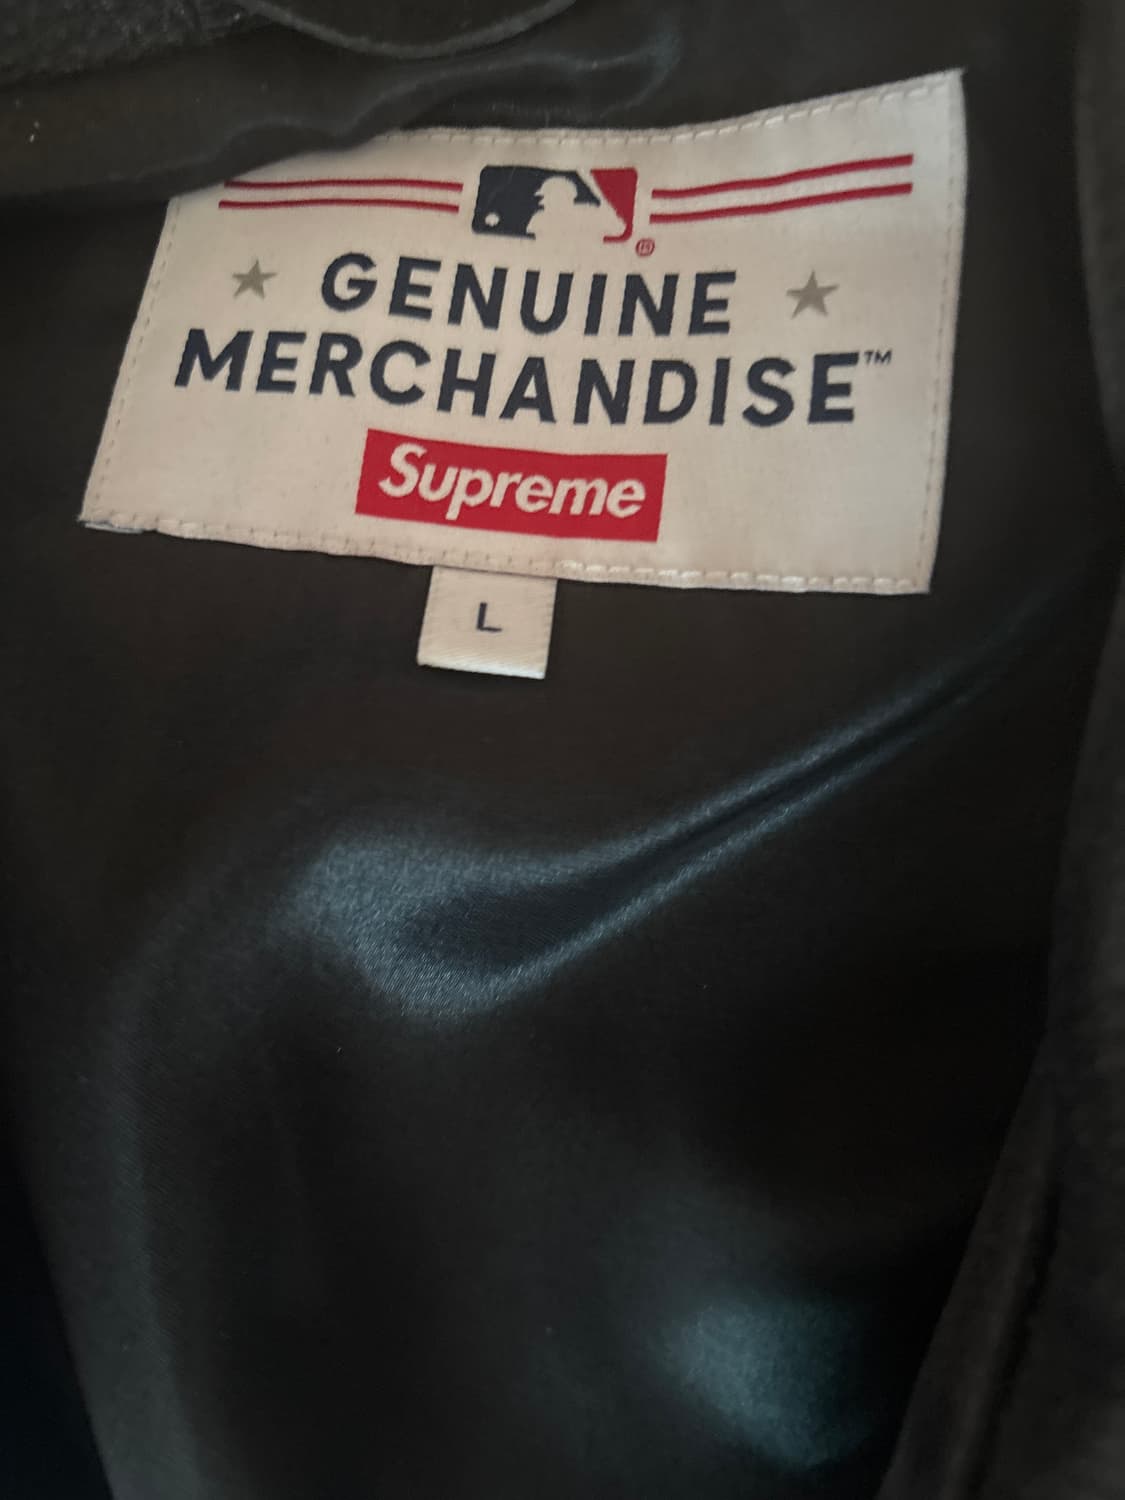 ®
GENUINE
MERCHANDISE™
Supreme
L